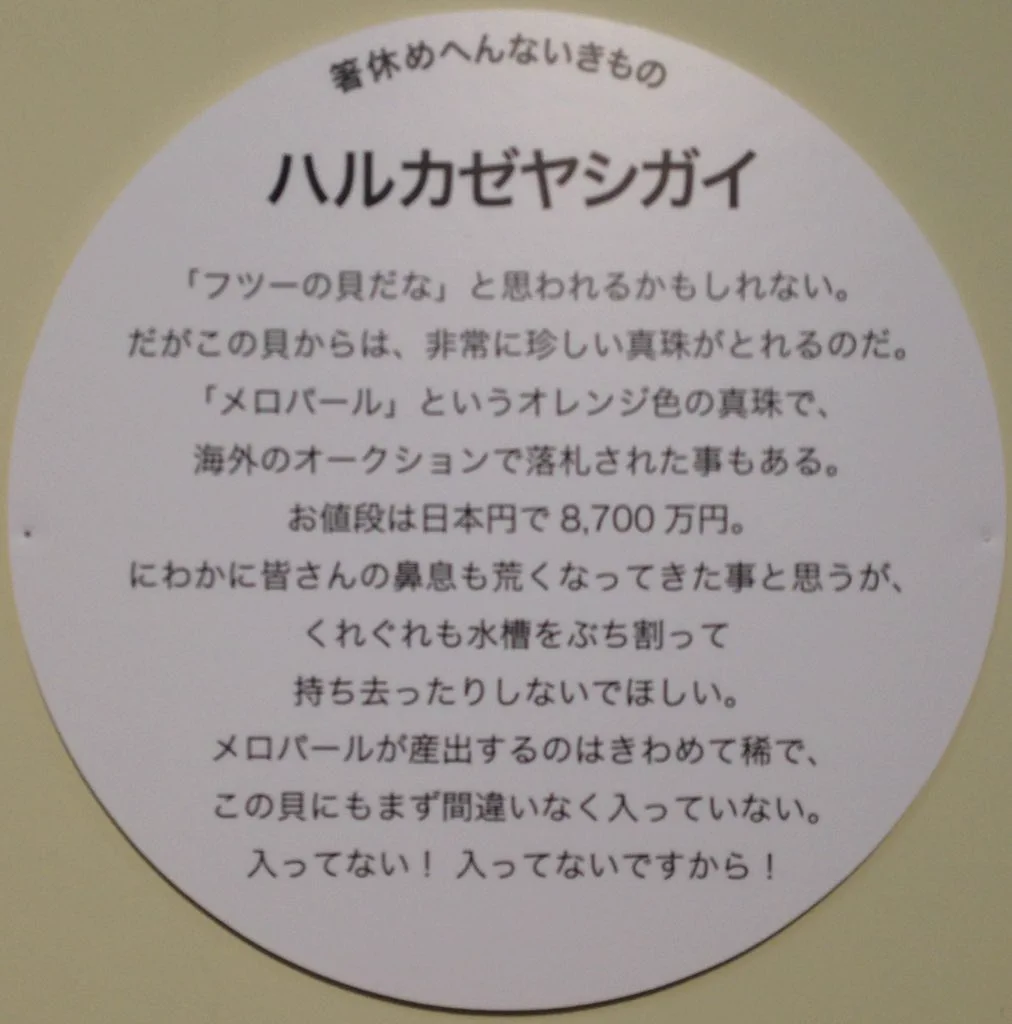 箸休めへんないきもの
ハルカゼヤシガイ
「フツーの貝だな」と思われるかもしれない。
だがこの貝からは、非常に珍しい真珠がとれるのだ。
「メロパール」というオレンジ色の真珠で、
海外のオークションで落札された事もある。
お値段は日本円で 8,700 万円。
にわかに皆さんの鼻息も荒くなってきた事と思うが、
くれぐれも水槽をぶち割って
持ち去ったりしないでほしい。
メロパールが産出するのはきわめて稀で、
この貝にもまず間違いなく入っていない。
入ってない！ 入ってないですから！